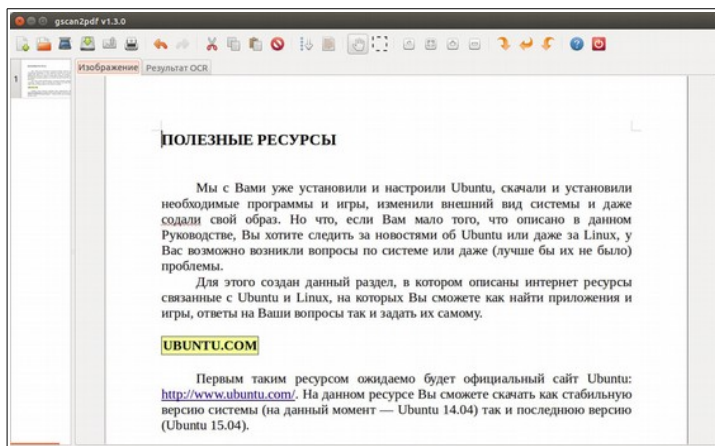 gscan2pdf v1.3.0
Изображение Результат OCR
1
ПОЛЕЗНЫЕ РЕСУРСЫ
Мы с Вами уже установили и настроили Ubuntu, скачали и установили
необходимые программы и игры, изменили внешний вид системы и даже
содали свой образ. Но что, если Вам мало того, что описано в данном
Руководстве, Вы хотите следить за новостями об Ubuntu или даже за Linux, у
Вас возможно возникли вопросы по системе или даже (лучше бы их не было)
проблемы.
Для этого создан данный раздел, в котором описаны интернет ресурсы
связанные с Ubuntu и Linux, на которых Вы сможете как найти приложения и
игры, ответы на Ваши вопросы так и задать их самому.
UBUNTU.COM
Первым таким ресурсом ожидаемо будет официальный сайт Ubuntu:
http://www.ubuntu.com/. На данном ресурсе Вы сможете скачать как стабильную
версию системы (на данный момент — Ubuntu 14.04) так и последнюю версию
(Ubuntu 15.04).